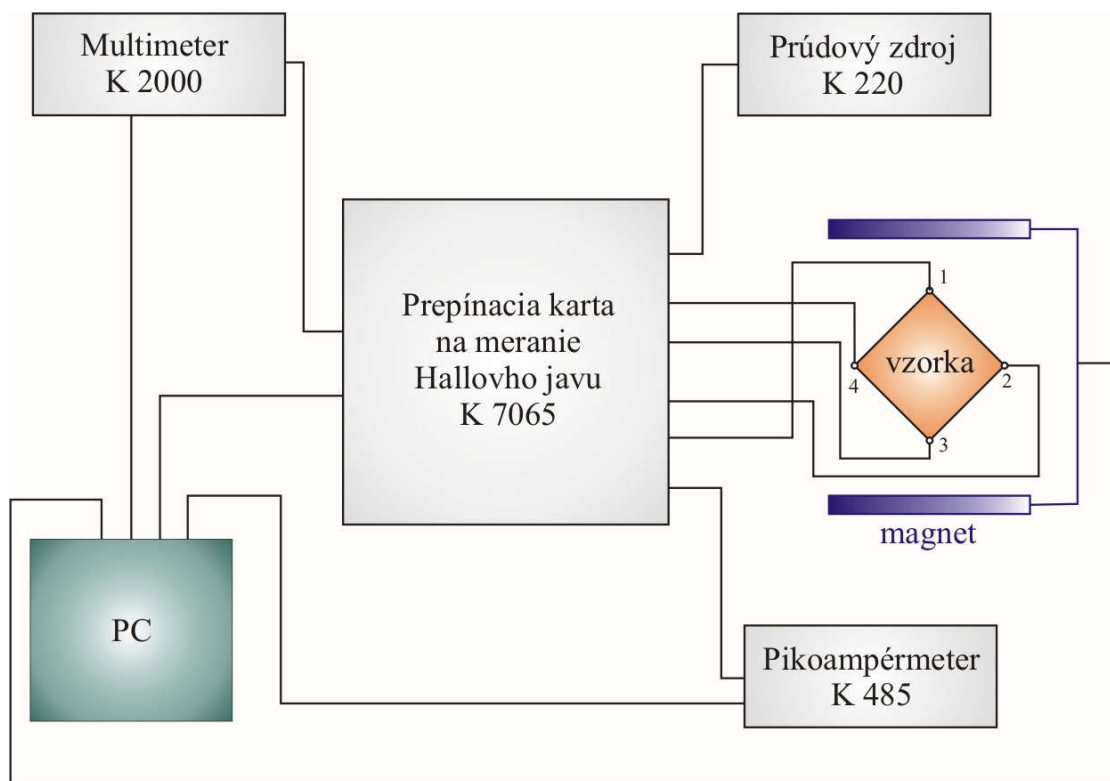 Multimeter
K 2000
Prúdový zdroj
K 220
Prepínacia karta
na meranie
Hallovho javu
K 7065
1
vzorka
4
2
3
magnet
PC
Pikoampérmeter
K 485